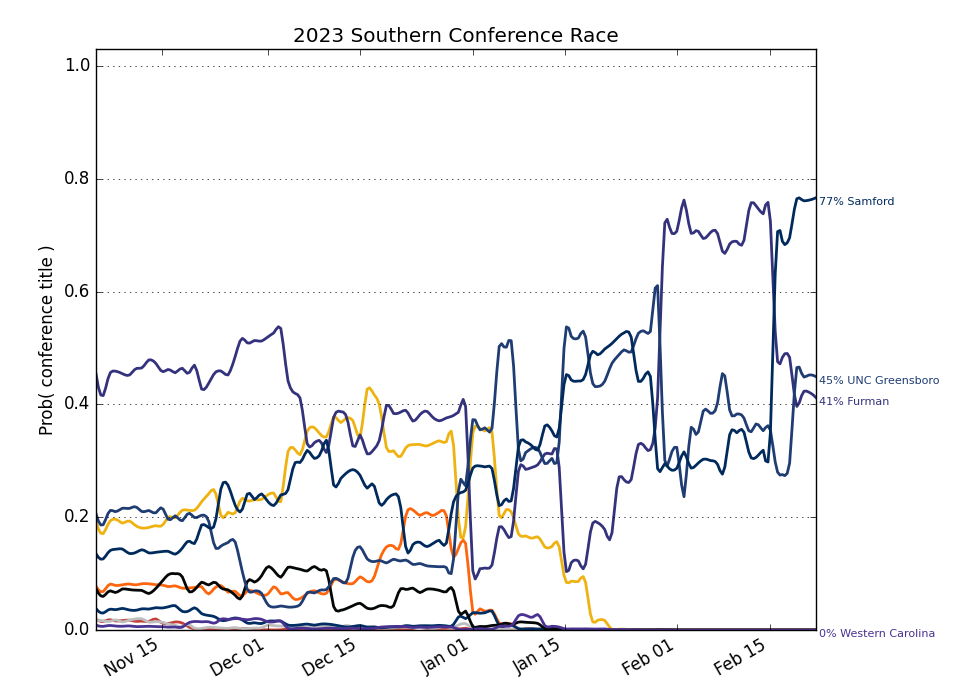 2023 Southern Conference Race
Prob( conference title )
1.0
0.8
0.6
0.4
0.2
0.0
Nov 15
Dec 01
Dec 15
Jan 01
Jan 15
Feb 01
Feb 15
77% Samford
45% UNC Greensboro
41% Furman
0% Western Carolina